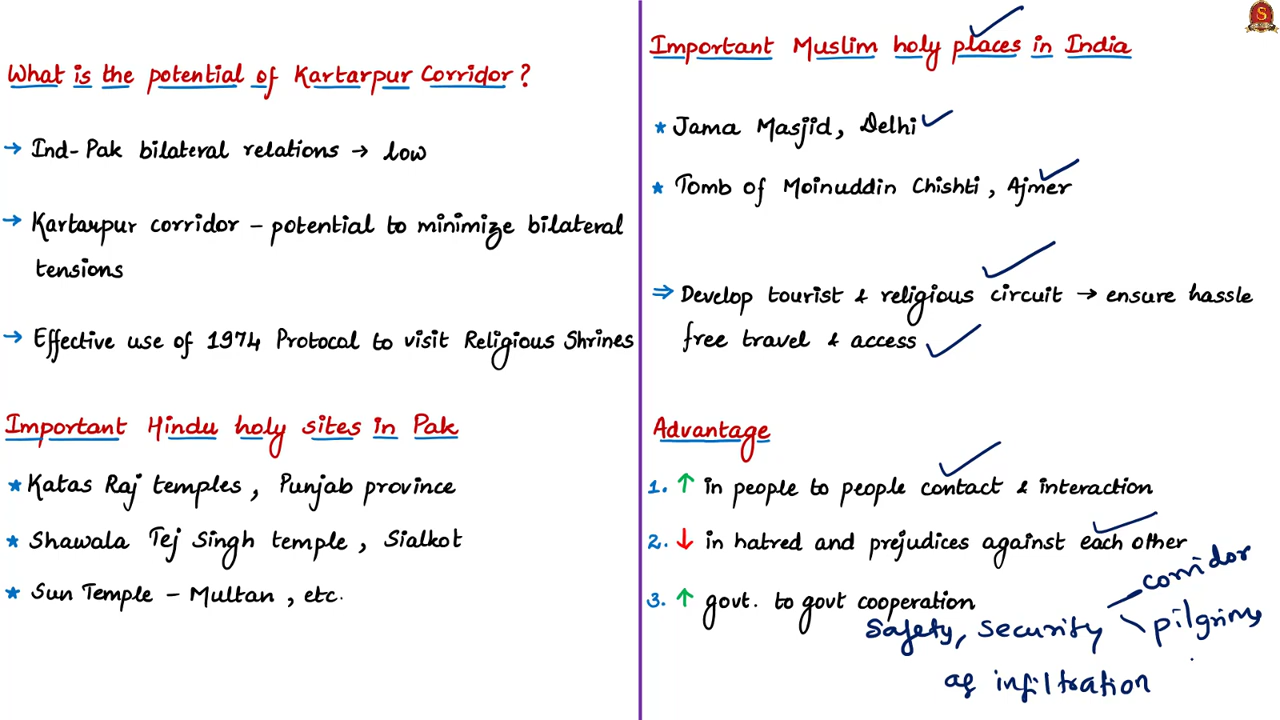 What is the potential of Kartarpur Corridor?
→ Ind-Pak bilateral relations → low
→ Kartarpur corridor – potential to minimize bilateral
tensions
→ Effective use of 1974 Protocol to visit Religious Shrines
Important Hindu holy sites in Pak
* Katas Raj temples, Punjab province
* Shawala Tej Singh temple, Sialkot
* Sun Temple – Multan, etc.
Important Muslim holy places in India
* Jama Masjid, Delhi
* Tomb of Moinuddin Chishti, Ajmer
⇒ Develop tourist & religious circuit → ensure hassle
free travel & access
Advantage
1. ↑ in people to people contact & interaction
2. ↓ in hatred and prejudices against each other
3. ↑ govt. to govt cooperation
corridor
Safety, security
pilgrims
ag infiltration
S